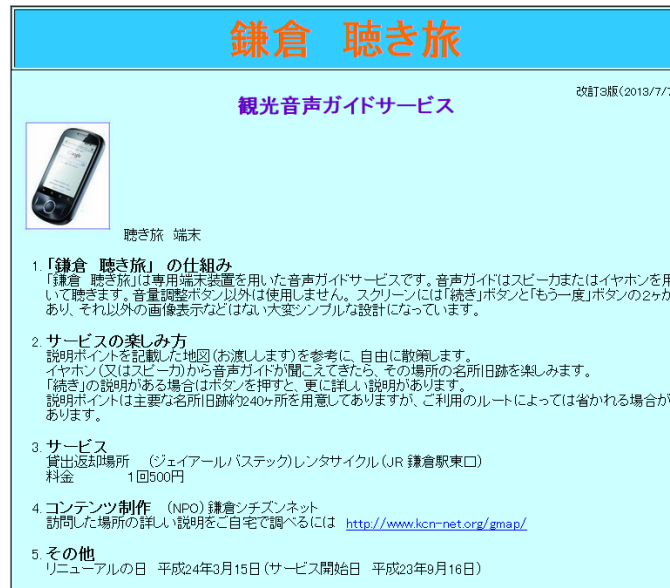 鎌倉 聴き旅
改訂3版(2013/7/7
観光音声ガイドサービス
聴き旅 端末
1. 「鎌倉 聴き旅」 の仕組み
「鎌倉 聴き旅」は専用端末装置を用いた音声ガイドサービスです。音声ガイドはスピーカまたはイヤホンを用
いて聴きます。音量調整ボタン以外は使用しません。スクリーンには「続き」ボタンと「もう一度」ボタンの2ヶか
あり、それ以外の画像表示などはない大変シンプルな設計になっています。
2. サービスの楽しみ方
説明ポイントを記載した地図(お渡しします)を参考に、自由に散策します。
イヤホン(又はスピーカ)から音声ガイドが聞こえてきたら、その場所の名所旧跡を楽しみます。
「続き」の説明がある場合はボタンを押すと、更に詳しい説明があります。
説明ポイントは主要な名所旧跡約240ヶ所を用意してありますが、ご利用のルートによっては省かれる場合が
あります。
3. サービス
貸出返却場所 (ジェイアールバステック)レンタサイクル(JR 鎌倉駅東口)
料金 1回500円
4. コンテンツ制作 (NPO)鎌倉シチズンネット
訪問した場所の詳しい説明をご自宅で調べるには http://www.kcn-net.org/gmap/
5. その他
リニューアルの日 平成24年3月15日(サービス開始日 平成23年9月16日)